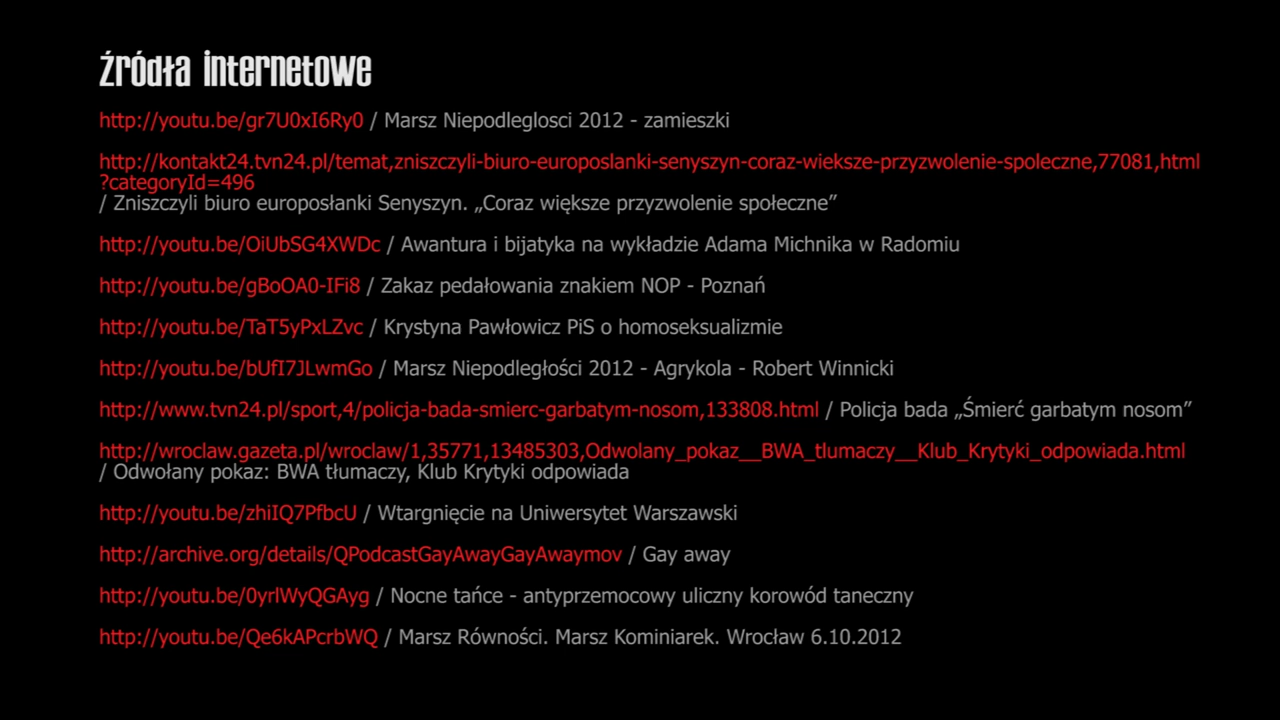 źródła internetowe
http://youtu.be/gr7U0xI6Ry0 / Marsz Niepodleglosci 2012 - zamieszki
http://kontakt24.tvn24.pl/temat,zniszczyli-biuro-europoslanki-senyszyn-coraz-wieksze-przyzwolenie-spoleczne,77081,html
?categoryId=496
/ Zniszczyli biuro europosłanki Senyszyn. „Coraz większe przyzwolenie społeczne”
http://youtu.be/OiUbSG4XWDc / Awantura i bijatyka na wykładzie Adama Michnika w Radomiu
http://youtu.be/gBoOA0-IFi8 / Zakaz pedałowania znakiem NOP - Poznań
http://youtu.be/TaT5yPxLZvc / Krystyna Pawłowicz PiS o homoseksualizmie
http://youtu.be/bUfI7JLwmGo / Marsz Niepodległości 2012 - Agrykola - Robert Winnicki
http://www.tvn24.pl/sport,4/policja-bada-smierc-garbatym-nosom,133808.html / Policja bada „Śmierć garbatym nosom”
http://wroclaw.gazeta.pl/wroclaw/1,35771,13485303,Odwolany_pokaz__BWA_tlumaczy__Klub_Krytyki_odpowiada.html
/ Odwołany pokaz: BWA tłumaczy, Klub Krytyki odpowiada
http://youtu.be/zhiIQ7PfbcU / Wtargnięcie na Uniwersytet Warszawski
http://archive.org/details/QPodcastGayAwayGayAwaymov / Gay away
http://youtu.be/0yrlWyQGAyg / Nocne tańce - antyprzemocowy uliczny korowód taneczny
http://youtu.be/Qe6kAPcrbWQ / Marsz Równości. Marsz Kominiarek. Wrocław 6.10.2012